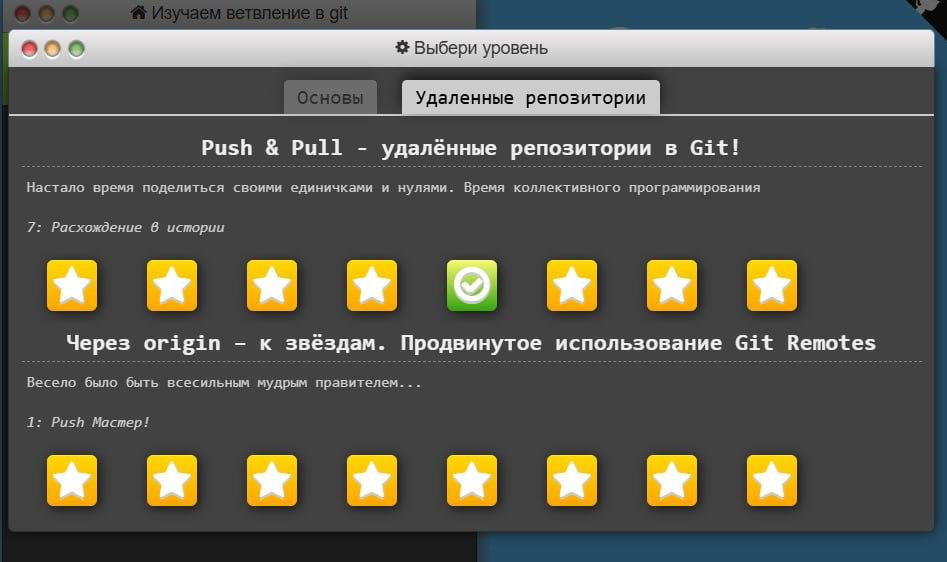 Изучаем ветвление в git
Выбери уровень
Основы
Удаленные репозитории
Push & Pull - удалённые репозитории в Git!
Настало время поделиться своими единичками и нулями. Время коллективного программирования
7: Расхождение в истории
Через origin – к звёздам. Продвинутое использование Git Remotes
Весело было быть всесильным мудрым правителем...
1: Push Мастер!